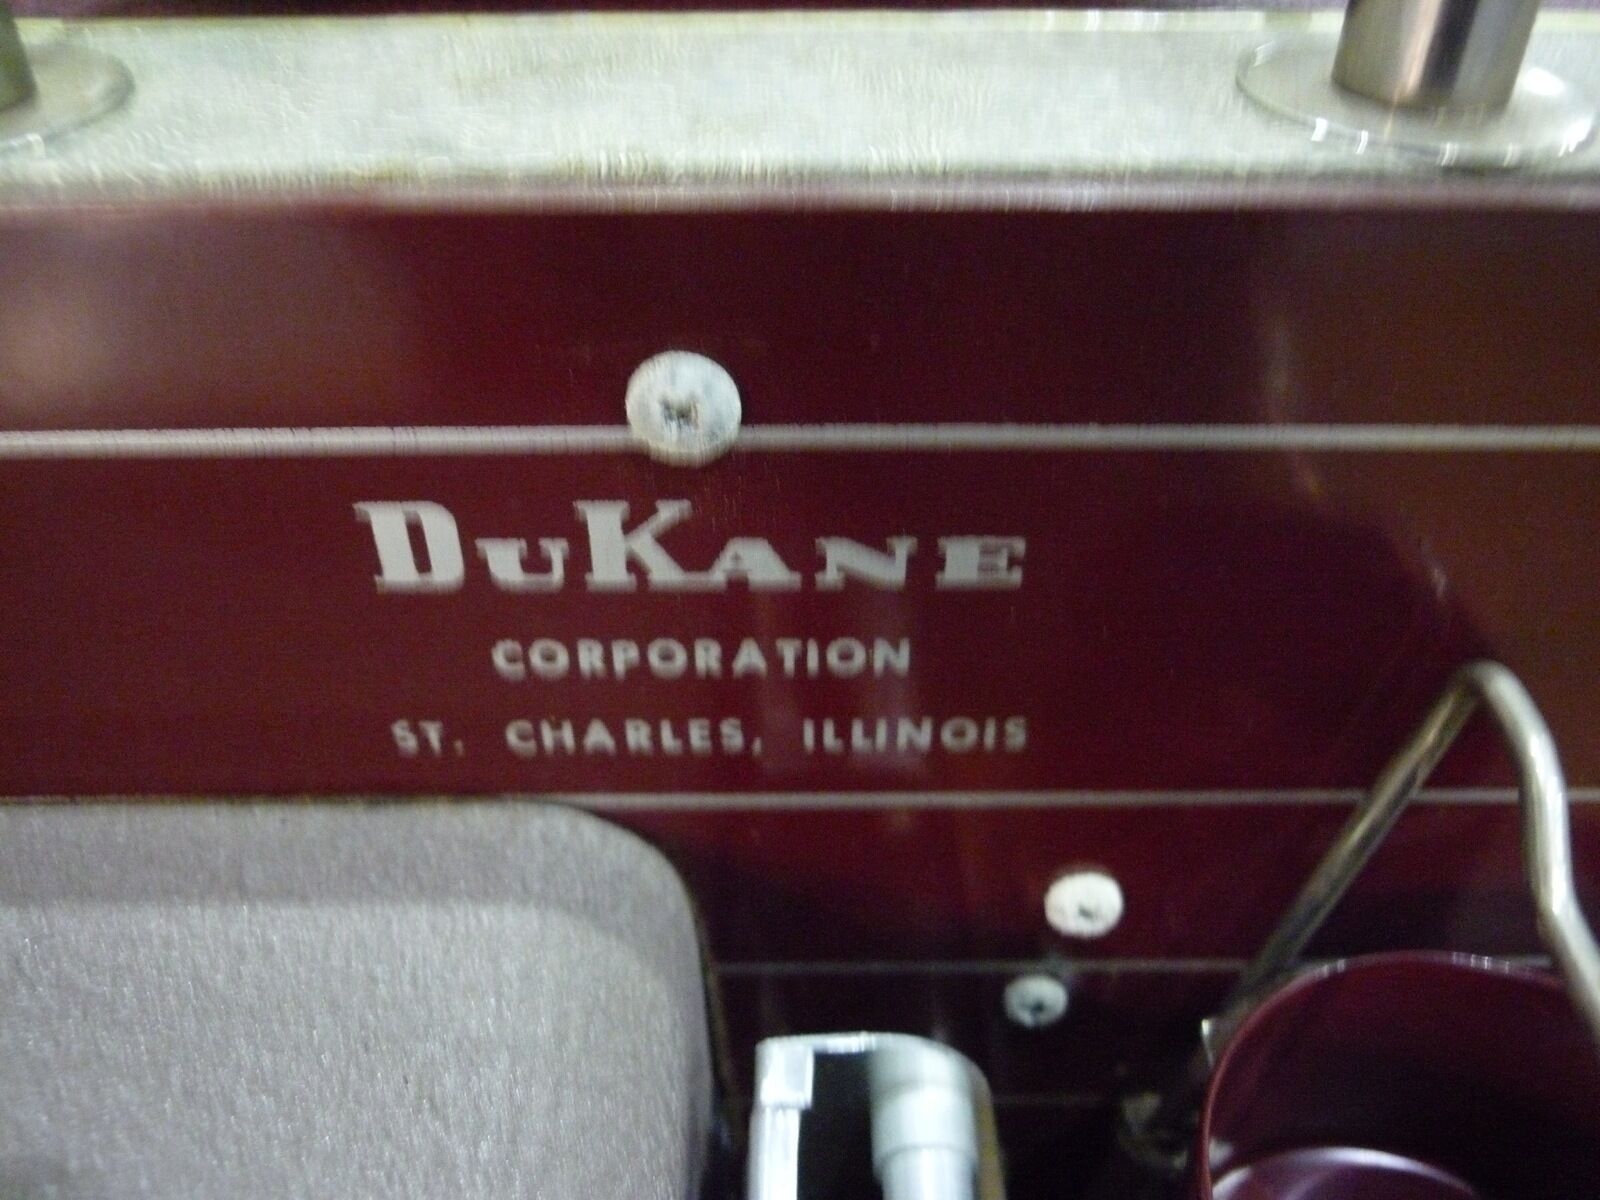 DuKane
CORPORATION
ST. CHARLES, ILLINOIS